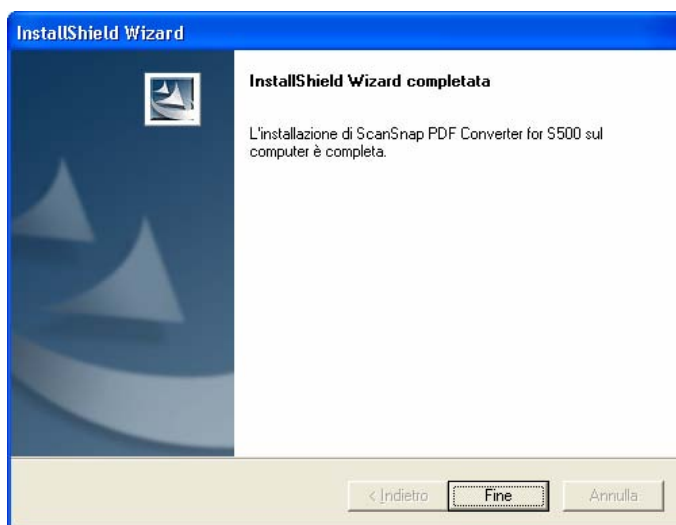 InstallShield Wizard
InstallShield Wizard completata
L'installazione di ScanSnap PDF Converter for S500 sul
computer è completa.
< Indietro
Fine
Annulla